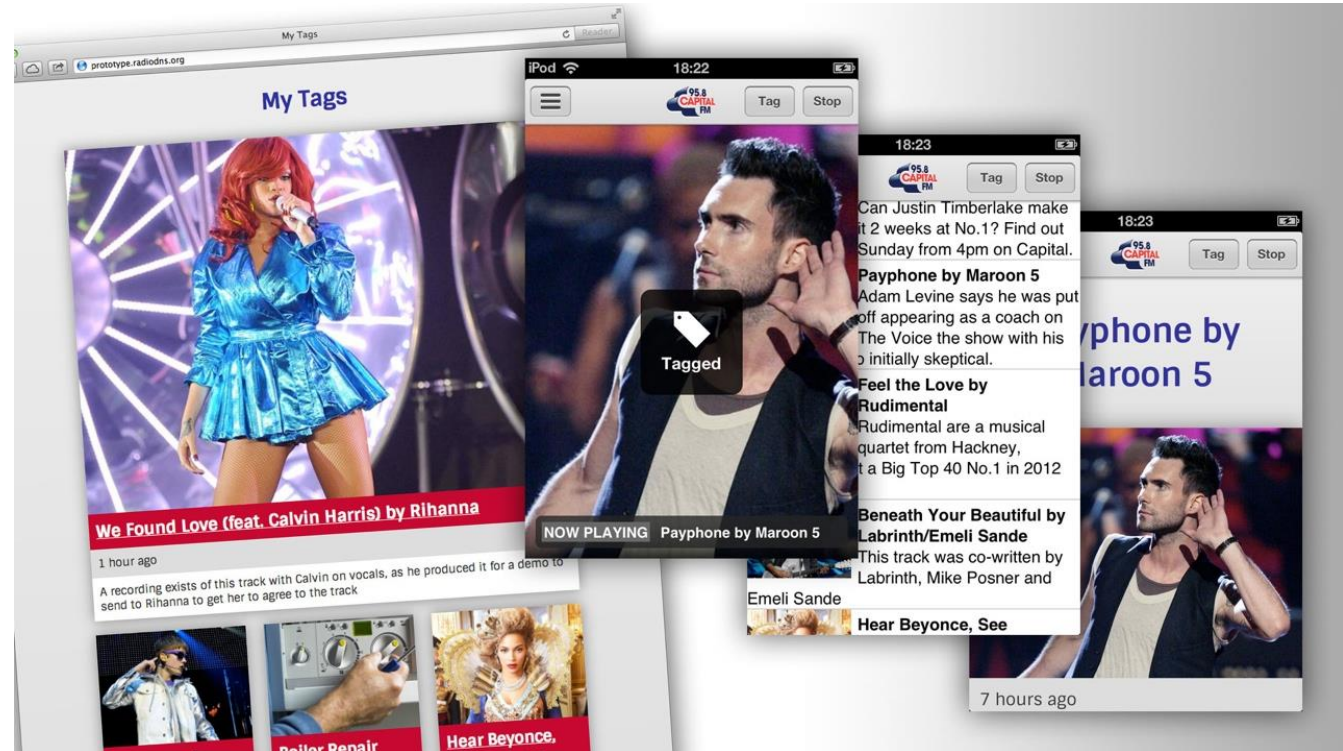 My Tags
Reader
prototype.radiodns.org
My Tags
We Found Love (feat. Calvin Harris) by Rihanna
1 hour ago
A recording exists of this track with Calvin on vocals, as he produced it for a demo to
send to Rihanna to get her to agree to the track
Boiler Repair
Hear Beyonce,
iPod
18:22
95.8
CAPITAL
FM
Tag
Stop
Tagged
NOW PLAYING
Payphone by Maroon 5
18:23
95.8
CAPITAL
FM
Tag
Stop
Can Justin Timberlake make
it 2 weeks at No.1? Find out
Sunday from 4pm on Capital.
Payphone by Maroon 5
Adam Levine says he was put
off appearing as a coach on
The Voice the show with his
initially skeptical.
Feel the Love by
Rudimental
Rudimental are a musical
quartet from Hackney,
t a Big Top 40 No.1 in 2012
Beneath Your Beautiful by
Labrinth/Emeli Sande
This track was co-written by
Labrinth, Mike Posner and
Emeli Sande
Hear Beyonce, See
18:23
95.8
CAPITAL
FM
Tag
Stop
yphone by
aroon 5
7 hours ago